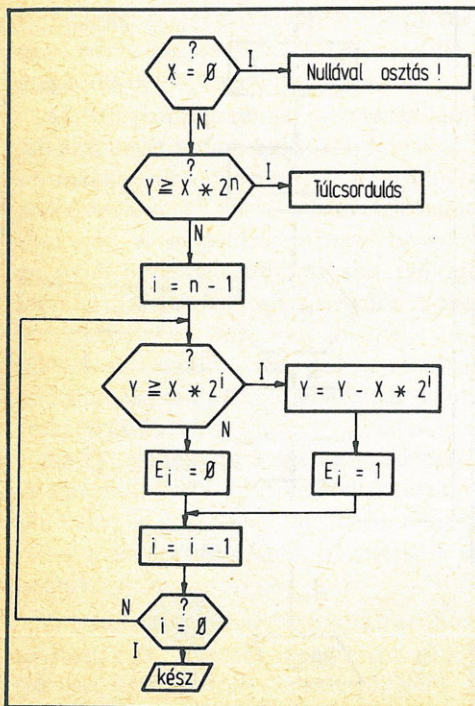 ?
X = Ø
I
Nullával osztás !
N
?
Y ≧ X * 2ⁿ
I
Túlcsordulás
N
i = n - 1
?
Y ≧ X * 2ⁱ
I
Y = Y - X * 2ⁱ
N
Eᵢ = Ø
Eᵢ = 1
i = i - 1
N
?
i = Ø
I
kész